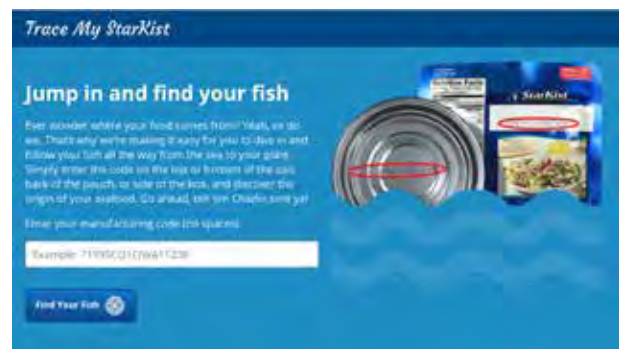 Trace My StarKist
Jump in and find your fish
Ever wonder where your food comes from? Yeah, so do
we. That's why we're making it easy for you to dive in and
follow your fish all the way from the sea to your plate.
Simply enter the code on the top or bottom of the can,
back of the pouch, or side of the box, and discover the
origin of your seafood. Go ahead, tell 'em Charlie sent ya!
Enter your manufacturing code (no spaces):
Example:
Find Your Fish
StarKist
Nutrition Facts